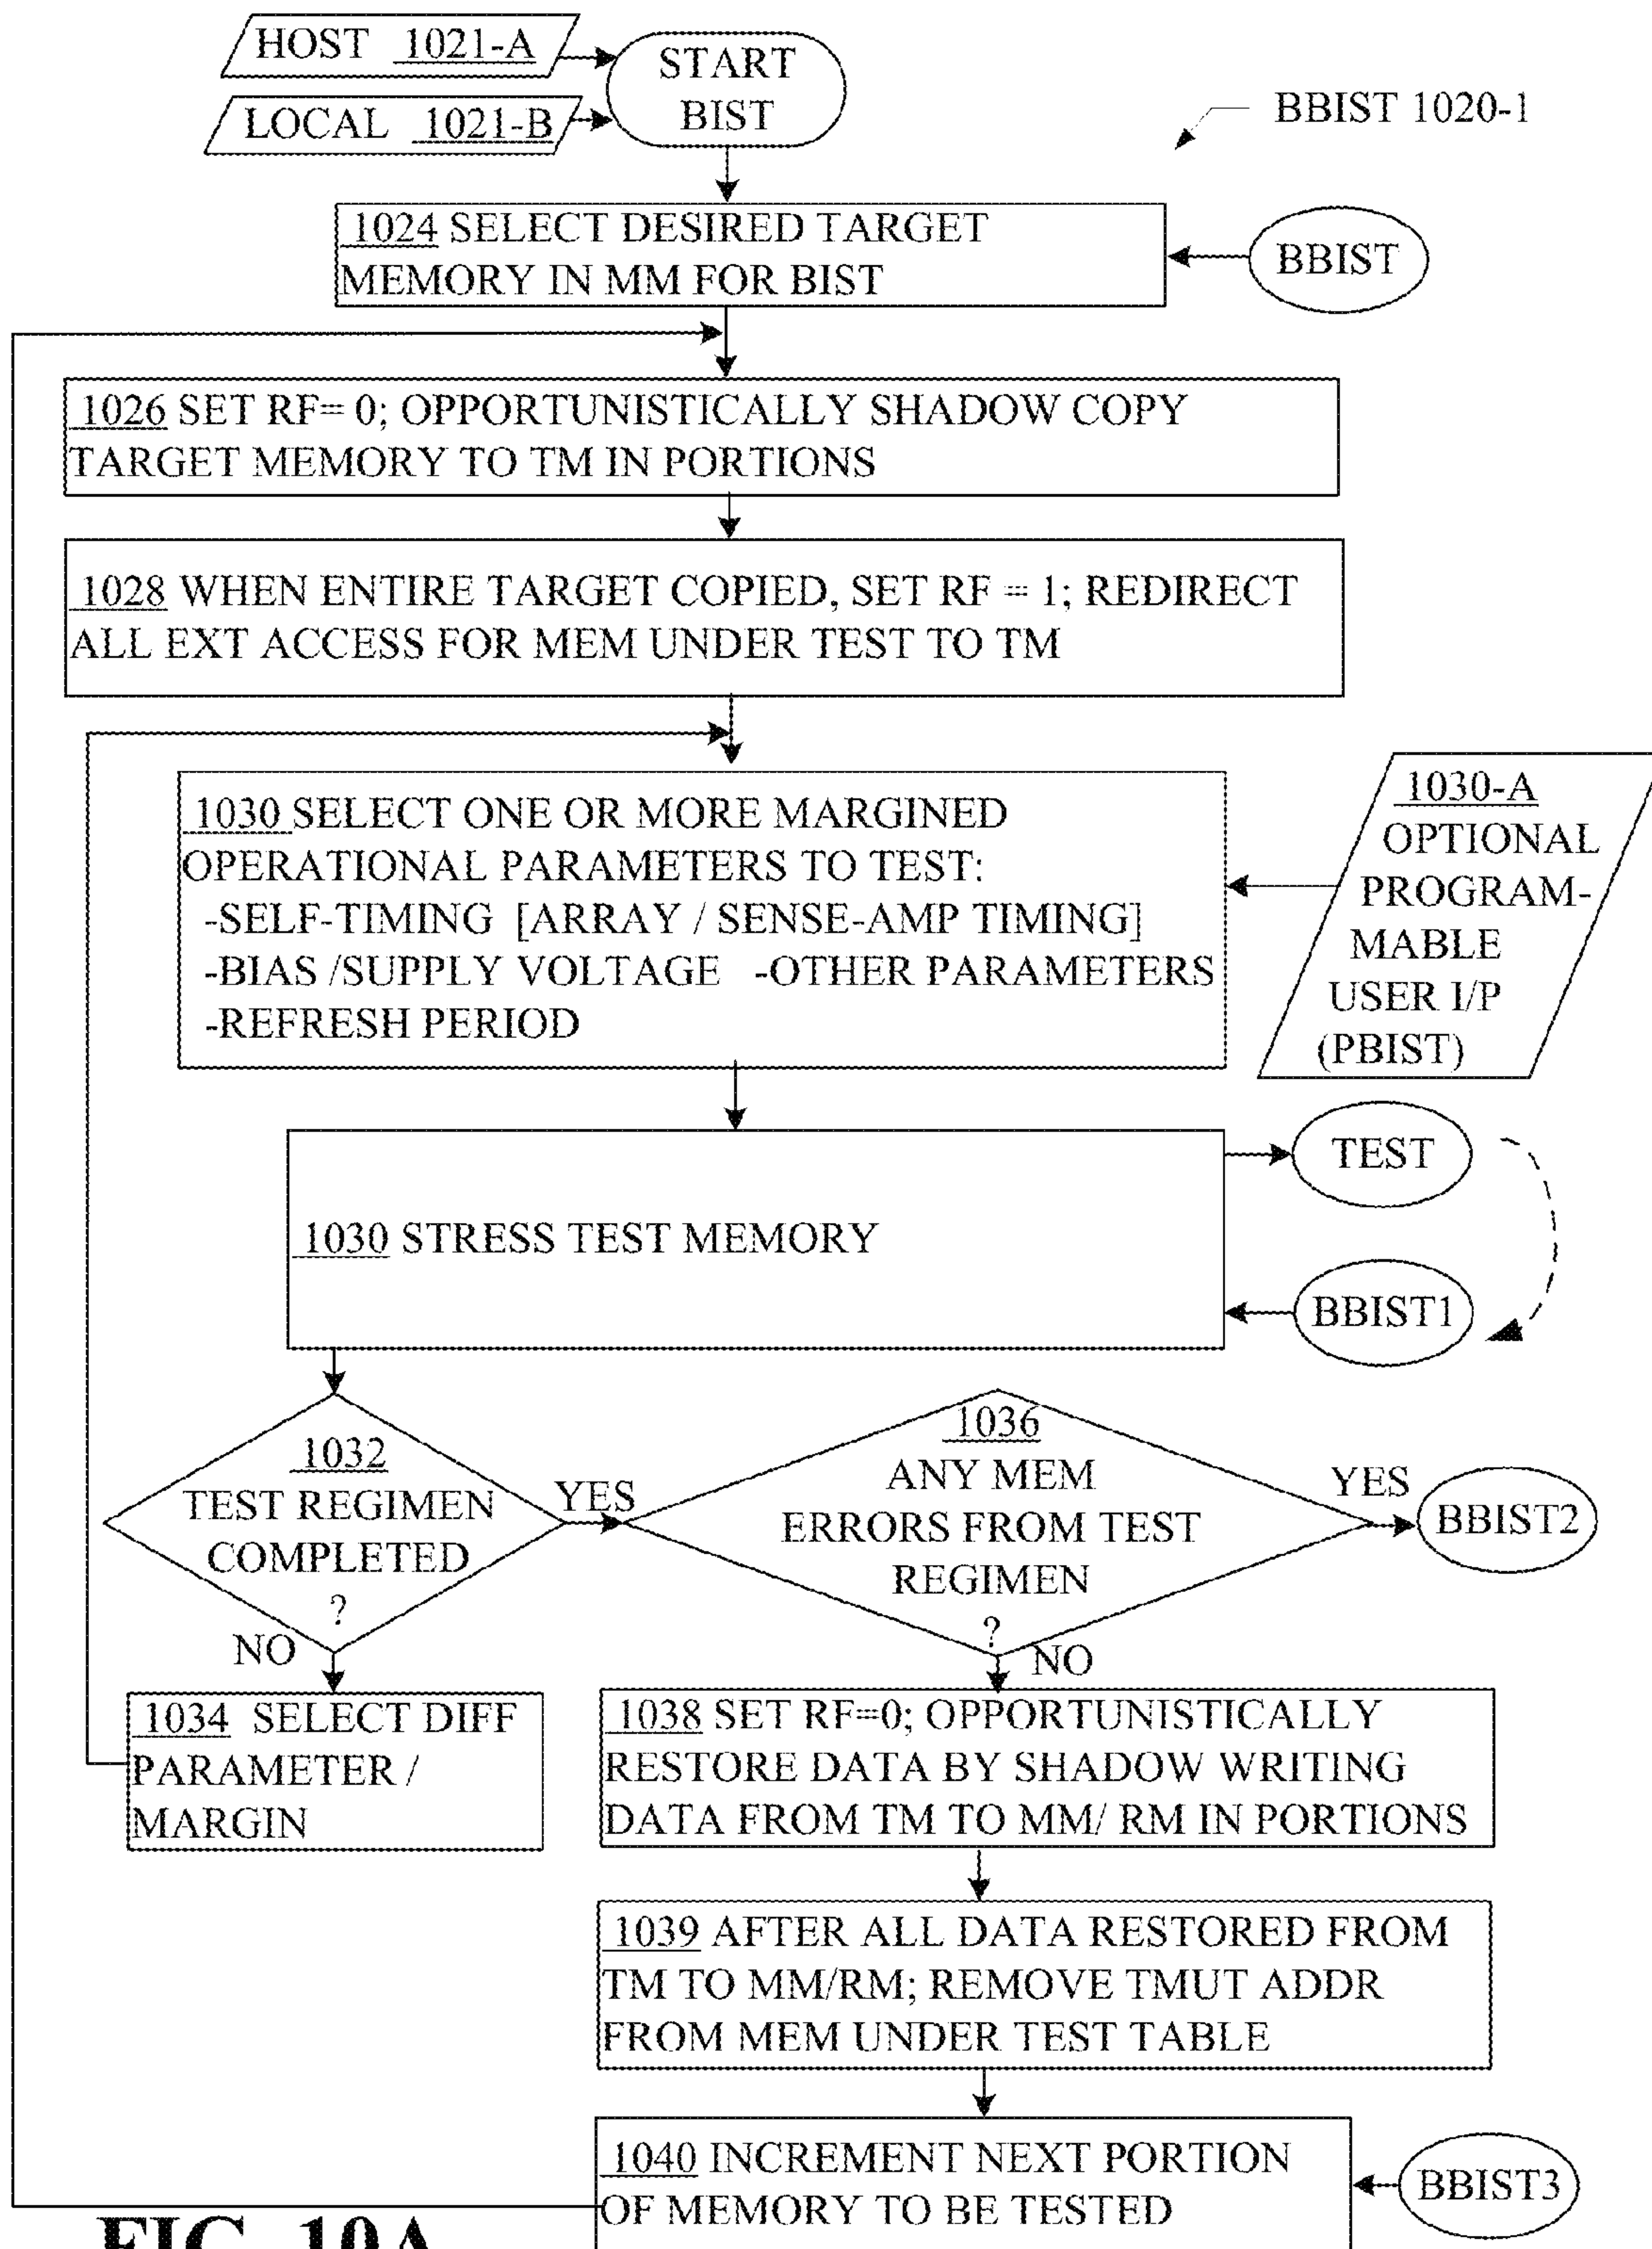 HOST 1021-A
LOCAL 1021-B
START
BIST
BBIST 1020-1
1024 SELECT DESIRED TARGET
MEMORY IN MM FOR BIST
BBIST
1026 SET RF= 0; OPPORTUNISTICALLY SHADOW COPY
TARGET MEMORY TO TM IN PORTIONS
1028 WHEN ENTIRE TARGET COPIED, SET RF = 1; REDIRECT
ALL EXT ACCESS FOR MEM UNDER TEST TO TM
1030 SELECT ONE OR MORE MARGINED
OPERATIONAL PARAMETERS TO TEST:
-SELF-TIMING [ARRAY / SENSE-AMP TIMING]
-BIAS /SUPPLY VOLTAGE -OTHER PARAMETERS
-REFRESH PERIOD
1030-A
OPTIONAL
PROGRAM-
MABLE
USER I/P
(PBIST)
TEST
1030 STRESS TEST MEMORY
BBIST1
1032
TEST REGIMEN
COMPLETED
?
YES
NO
1036
ANY MEM
ERRORS FROM TEST
REGIMEN
?
YES
BBIST2
NO
1034 SELECT DIFF
PARAMETER /
MARGIN
1038 SET RF=0; OPPORTUNISTICALLY
RESTORE DATA BY SHADOW WRITING
DATA FROM TM TO MM/ RM IN PORTIONS
1039 AFTER ALL DATA RESTORED FROM
TM TO MM/RM; REMOVE TMUT ADDR
FROM MEM UNDER TEST TABLE
1040 INCREMENT NEXT PORTION
OF MEMORY TO BE TESTED
BBIST3
FIG. 10A